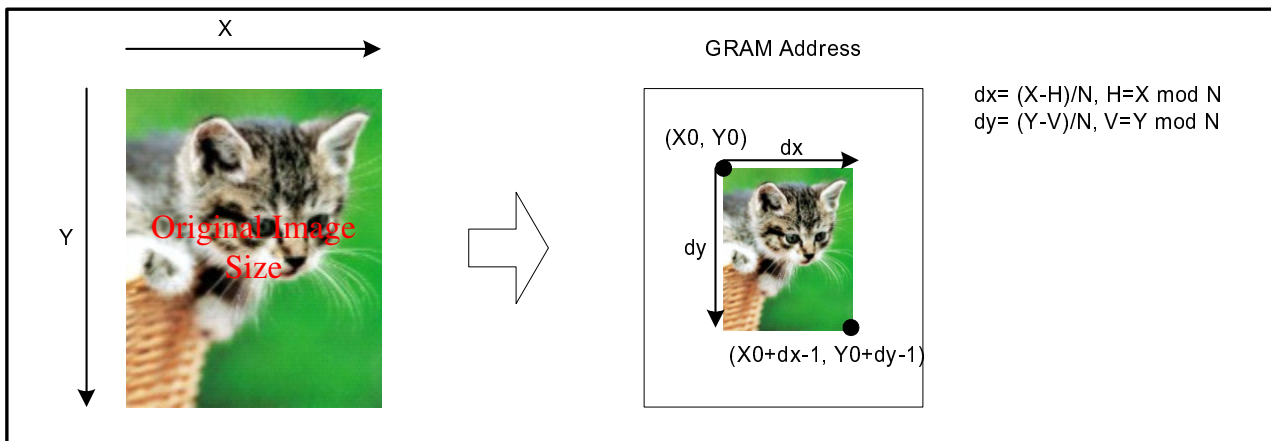 X
Y
Original Image
Size
GRAM Address
(X0, Y0)
dx
dy
(X0+dx-1, Y0+dy-1)
dx= (X-H)/N, H=X mod N
dy= (Y-V)/N, V=Y mod N